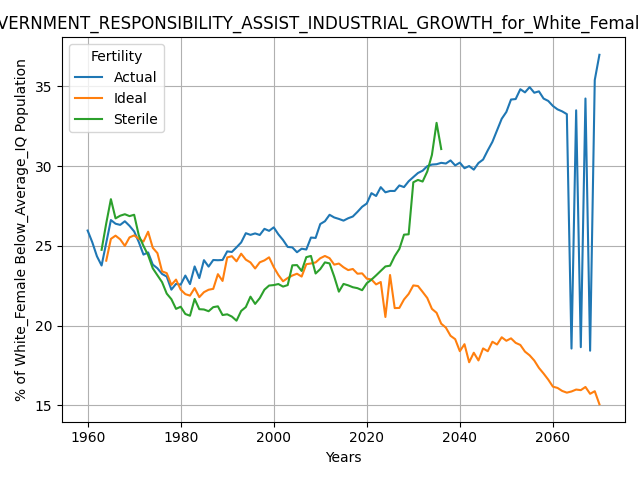 VERNMENT_RESPONSIBILITY_ASSIST_INDUSTRIAL_GROWTH_for_White_Femal
Fertility
Actual
Ideal
Sterile
% of White_Female Below_Average_IQ Population
35
30
25
20
15
1960 1980 2000 2020 2040 2060
Years